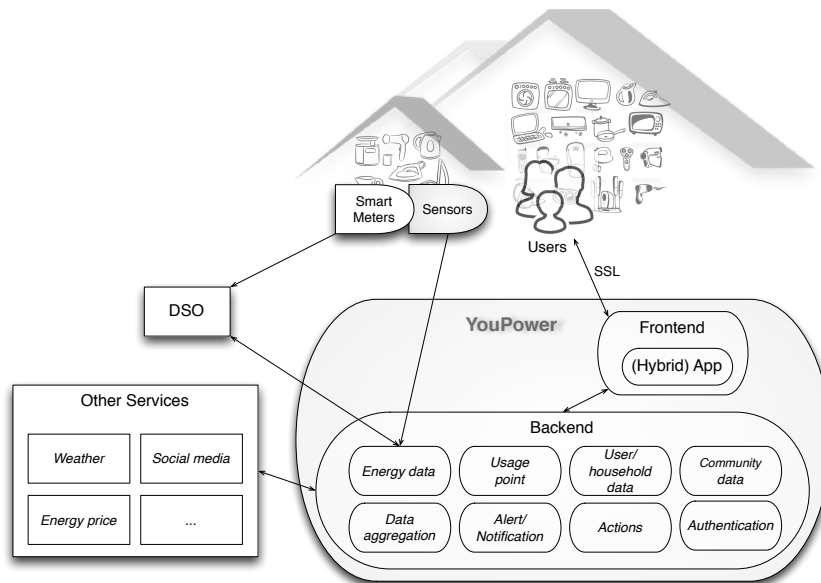 Smart
Meters
Sensors
Users
SSL
DSO
YouPower
Frontend
(Hybrid) App
Other Services
Weather
Social media
Energy price
...
Backend
Energy data
Usage
point
User/
household
data
Community
data
Data
aggregation
Alert/
Notification
Actions
Authentication